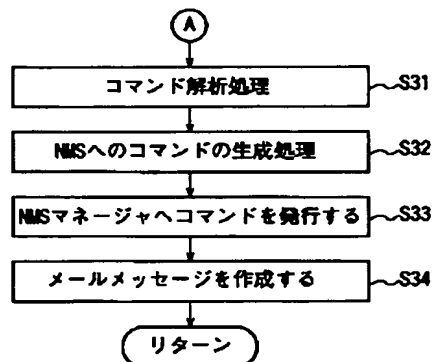 A
コマンド解析処理
S31
NMSへのコマンドの生成処理
S32
NMSマネージャへコマンドを発行する
S33
メールメッセージを作成する
S34
リターン